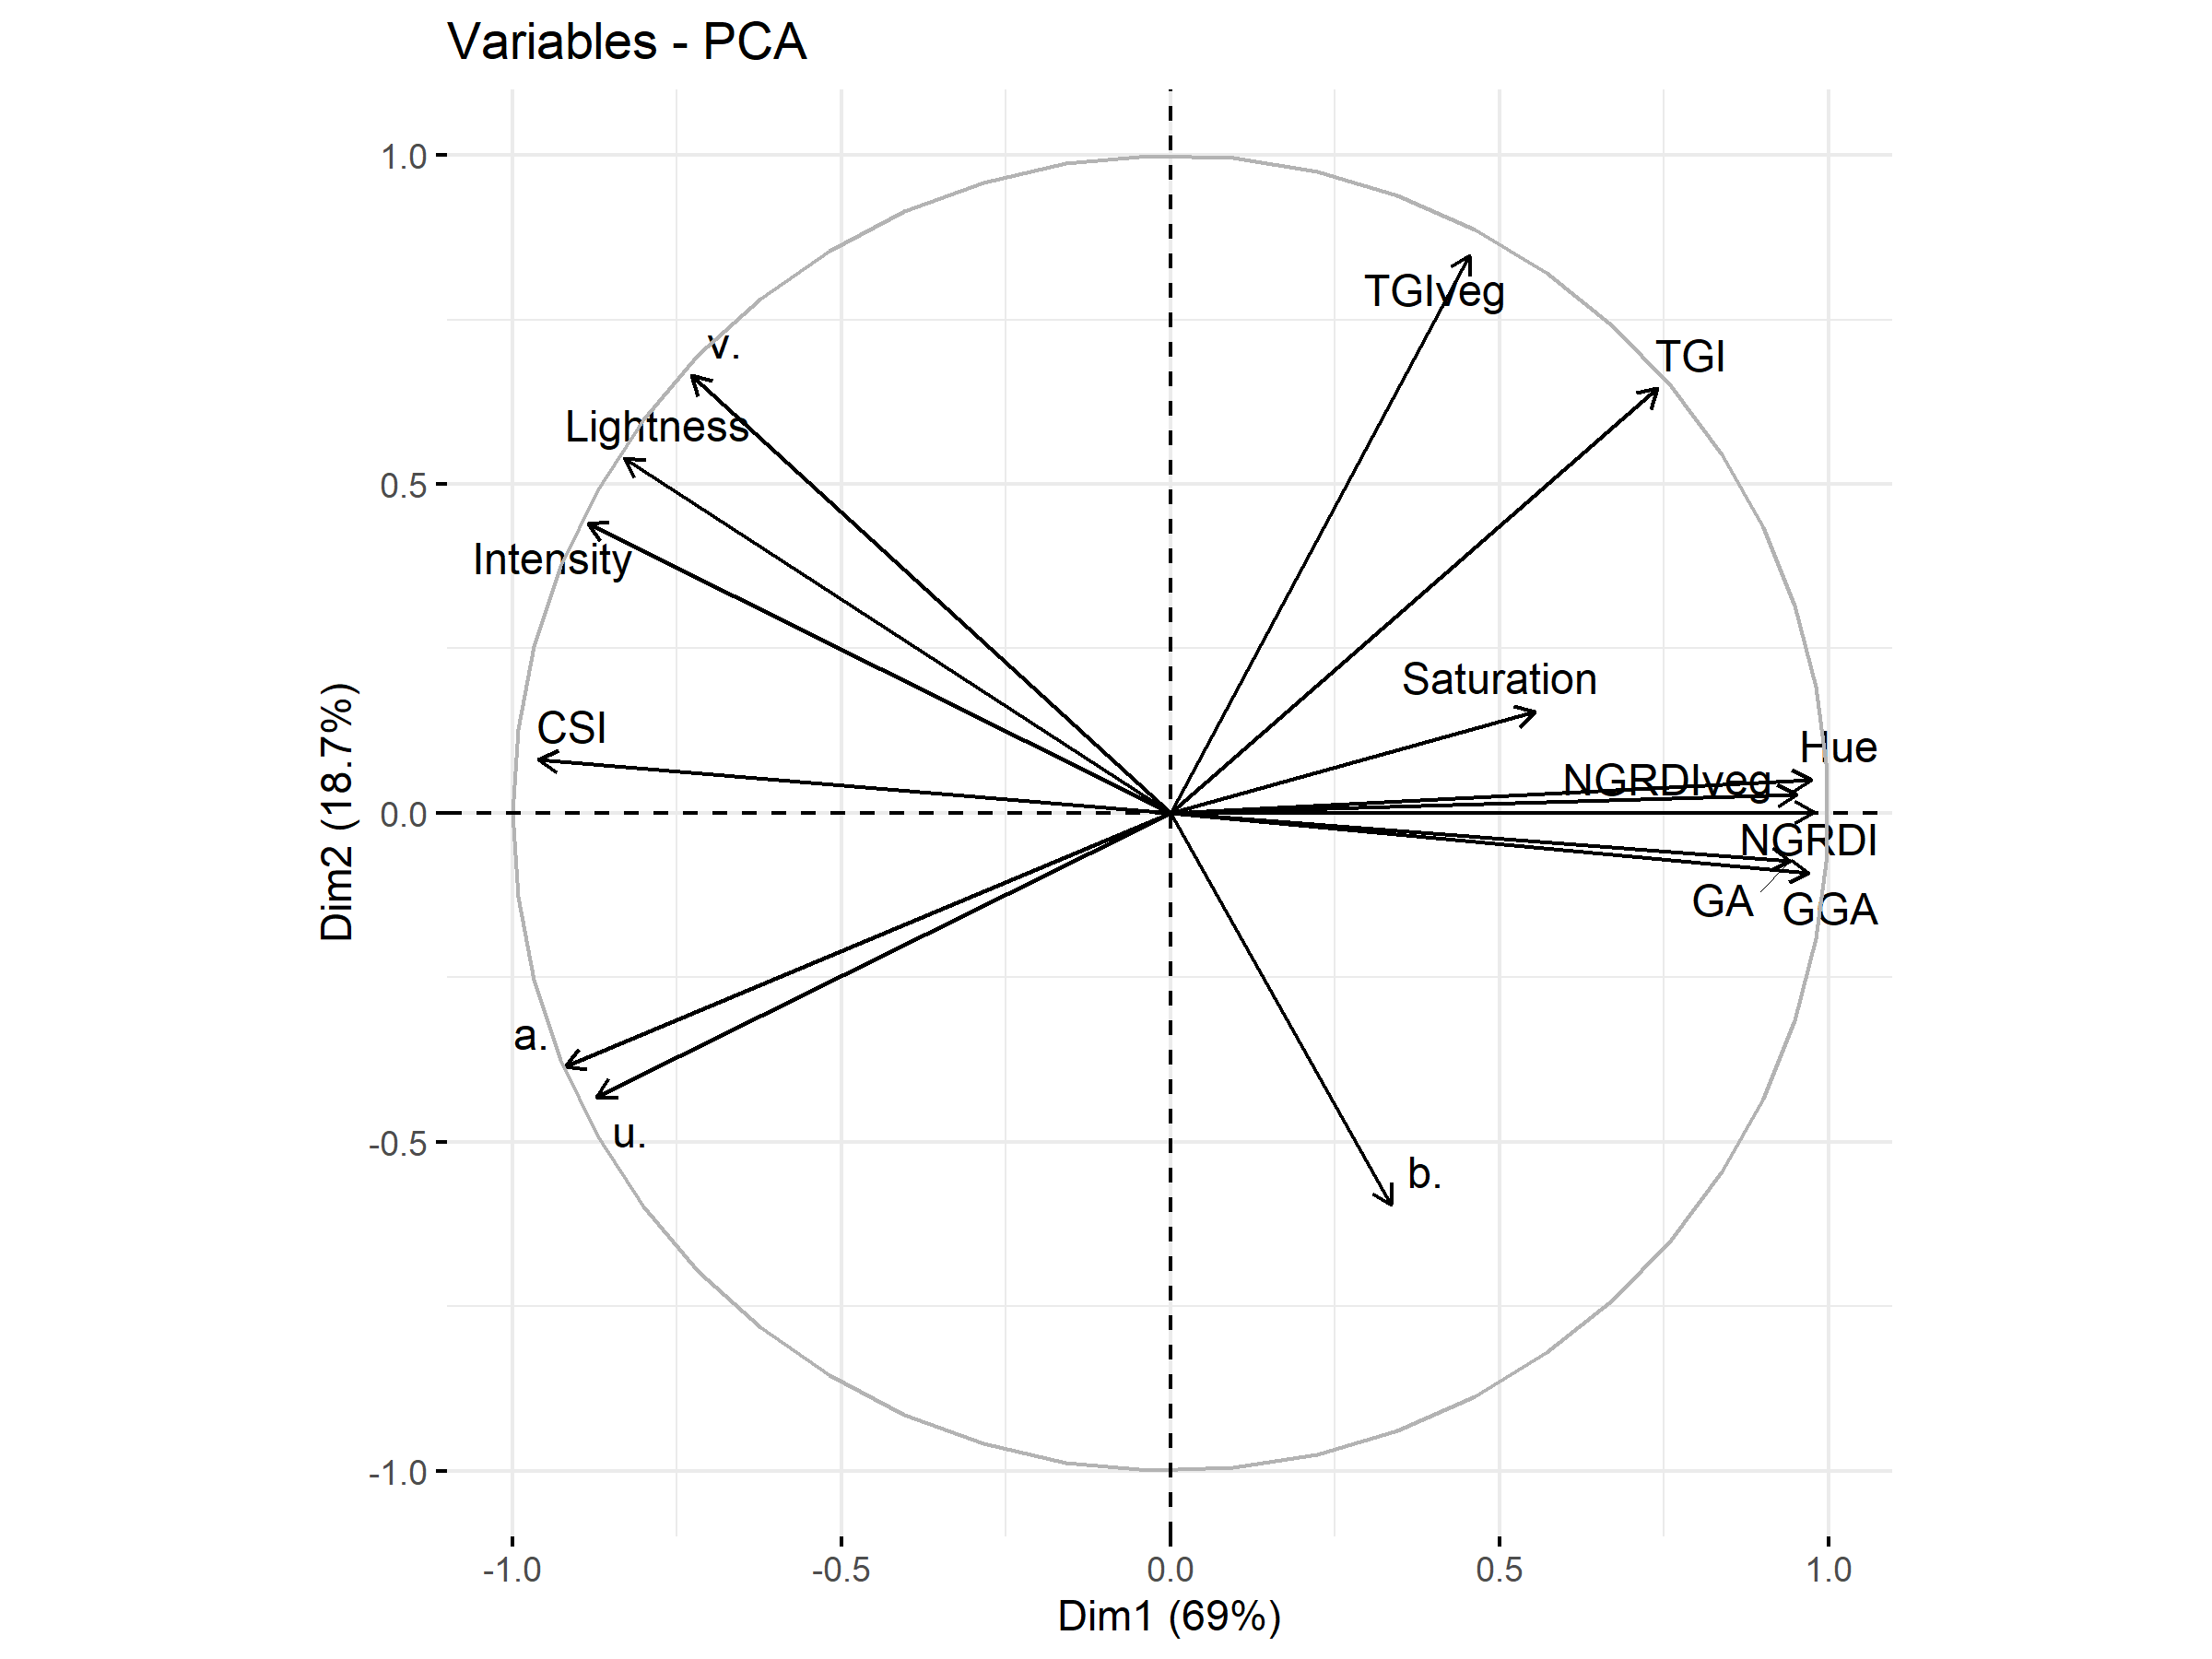 Variables - PCA
1.0
0.5
0.0
-0.5
-1.0
Dim2 (18.7%)
TGIveg
v.
TGI
Lightness
Intensity
Saturation
CSI
Hue
NGRDIveg
NGRDI
GA
GGA
a.
u.
b.
-1.0
-0.5
0.0
0.5
1.0
Dim1 (69%)